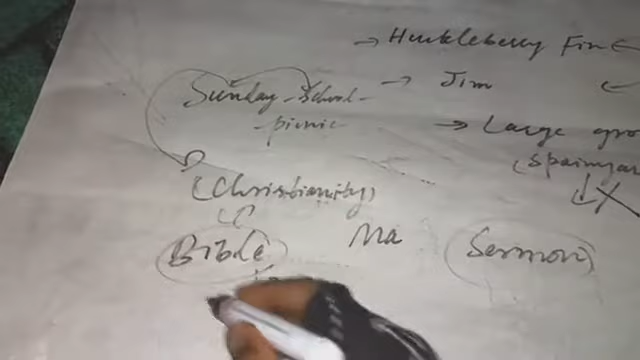 → Huckleberry Fin
Sunday-school-
→ Jim
-picnic-
→ Large gro
(Christianity)
Bible
Ma
Sermon